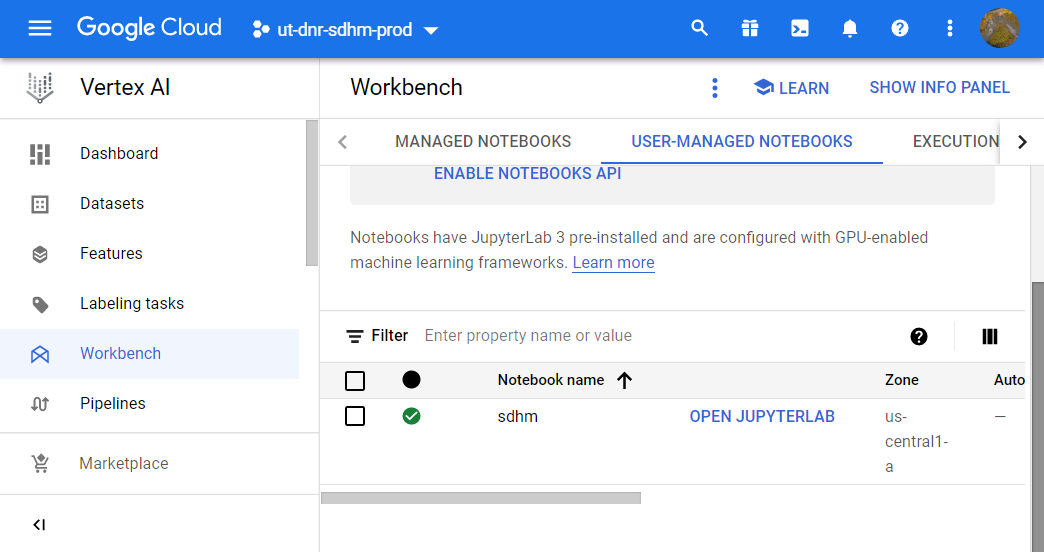 Google Cloud
ut-dnr-sdhm-prod
Vertex AI
Dashboard
Datasets
Features
Labeling tasks
Workbench
Pipelines
Marketplace
Workbench
LEARN
SHOW INFO PANEL
MANAGED NOTEBOOKS
USER-MANAGED NOTEBOOKS
EXECUTION
ENABLE NOTEBOOKS API
Notebooks have JupyterLab 3 pre-installed and are configured with GPU-enabled
machine learning frameworks. Learn more
Filter Enter property name or value
Notebook name Zone Auto
sdhm OPEN JUPYTERLAB us-
central1-
a
—